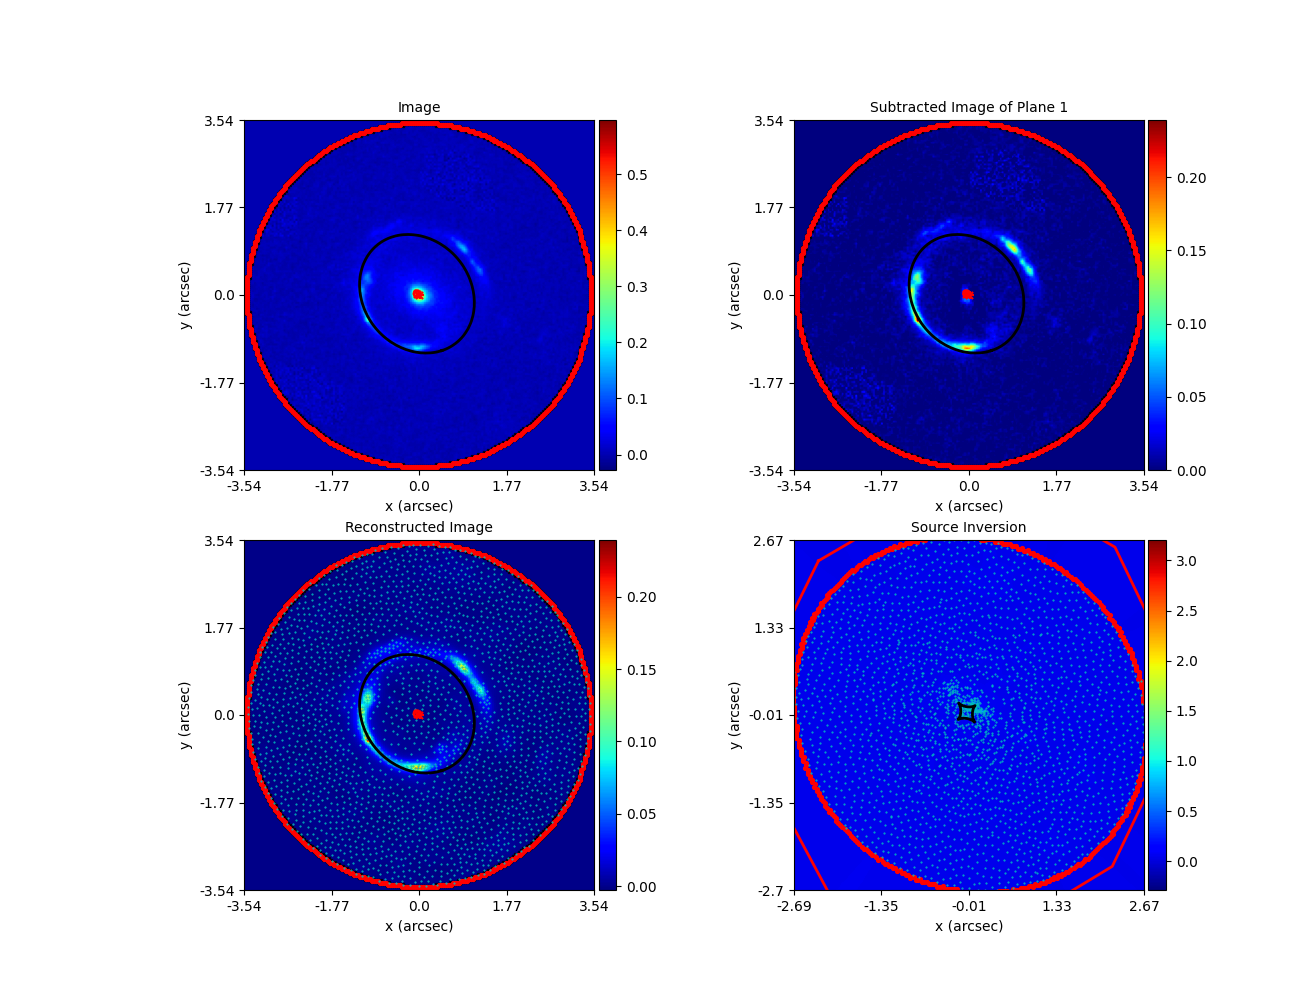 Image
3.54
1.77
0.0
-1.77
-3.54
y (arcsec)
-3.54 -1.77 0.0 1.77 3.54
x (arcsec)
0.5
0.4
0.3
0.2
0.1
0.0
Subtracted Image of Plane 1
3.54
1.77
0.0
-1.77
-3.54
y (arcsec)
-3.54 -1.77 0.0 1.77 3.54
x (arcsec)
0.20
0.15
0.10
0.05
0.00
Reconstructed Image
3.54
1.77
0.0
-1.77
-3.54
y (arcsec)
-3.54 -1.77 0.0 1.77 3.54
x (arcsec)
0.20
0.15
0.10
0.05
0.00
Source Inversion
2.67
1.33
-0.01
-1.35
-2.7
y (arcsec)
-2.69 -1.35 -0.01 1.33 2.67
x (arcsec)
3.0
2.5
2.0
1.5
1.0
0.5
0.0